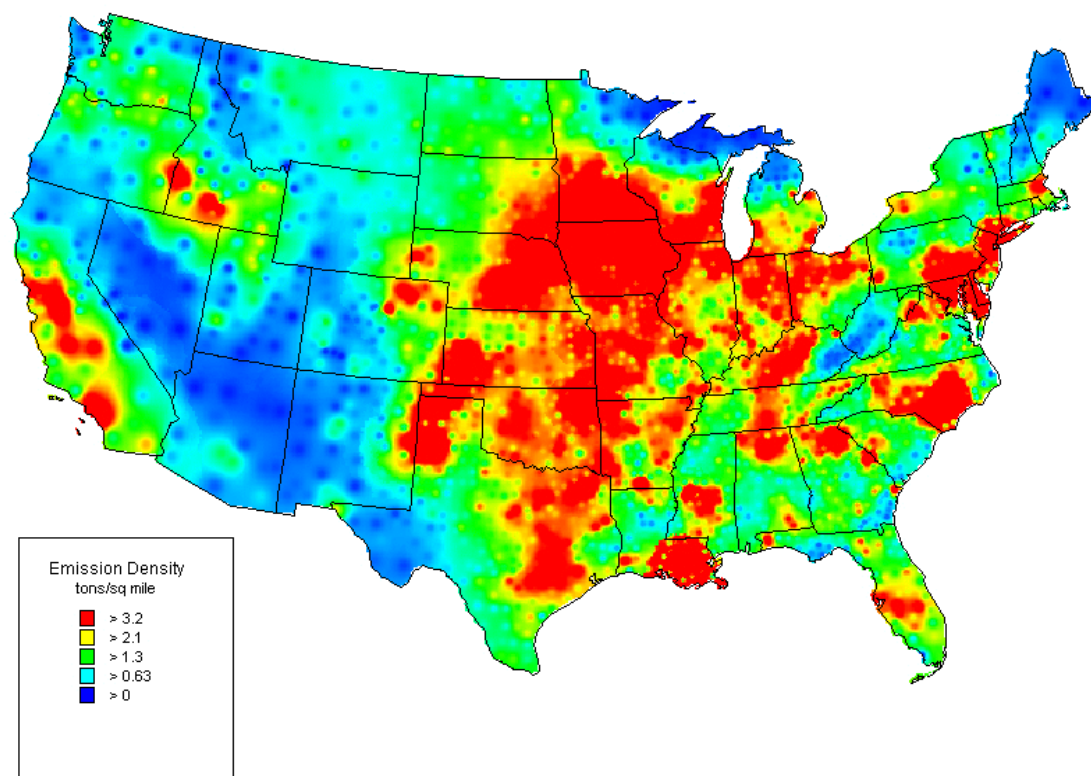 Emission Density
tons/sq mile
> 3.2
> 2.1
> 1.3
> 0.63
> 0